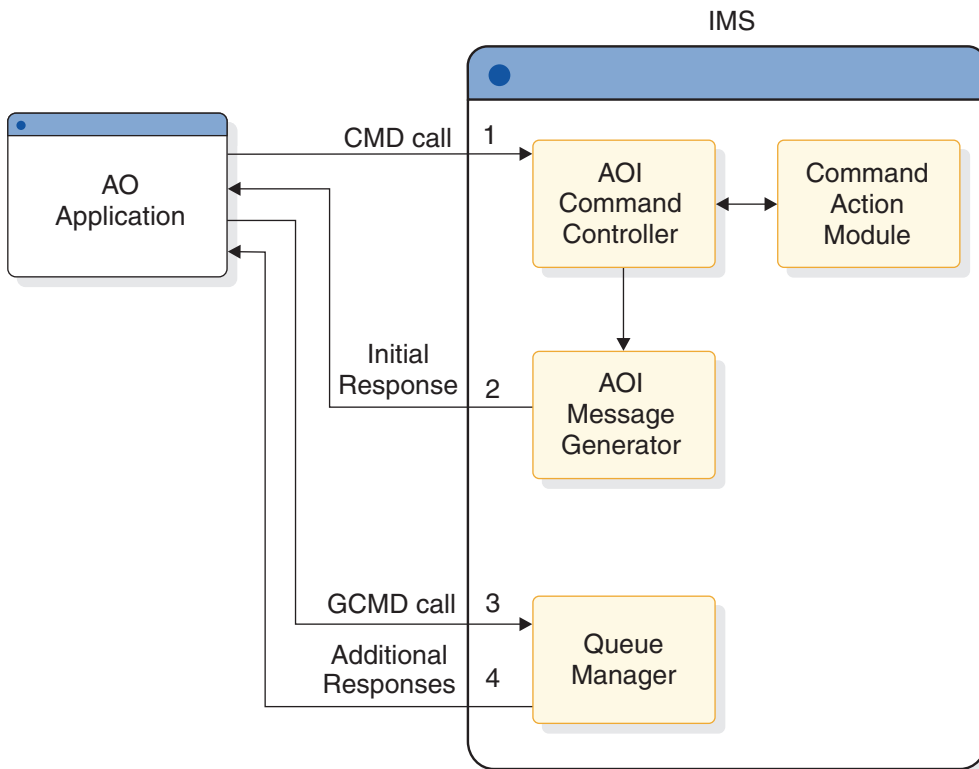 IMS
AO
Application
CMD call
1
AOI
Command
Controller
Command
Action
Module
Initial
Response
2
AOI
Message
Generator
GCMD call
3
Additional
Responses
4
Queue
Manager